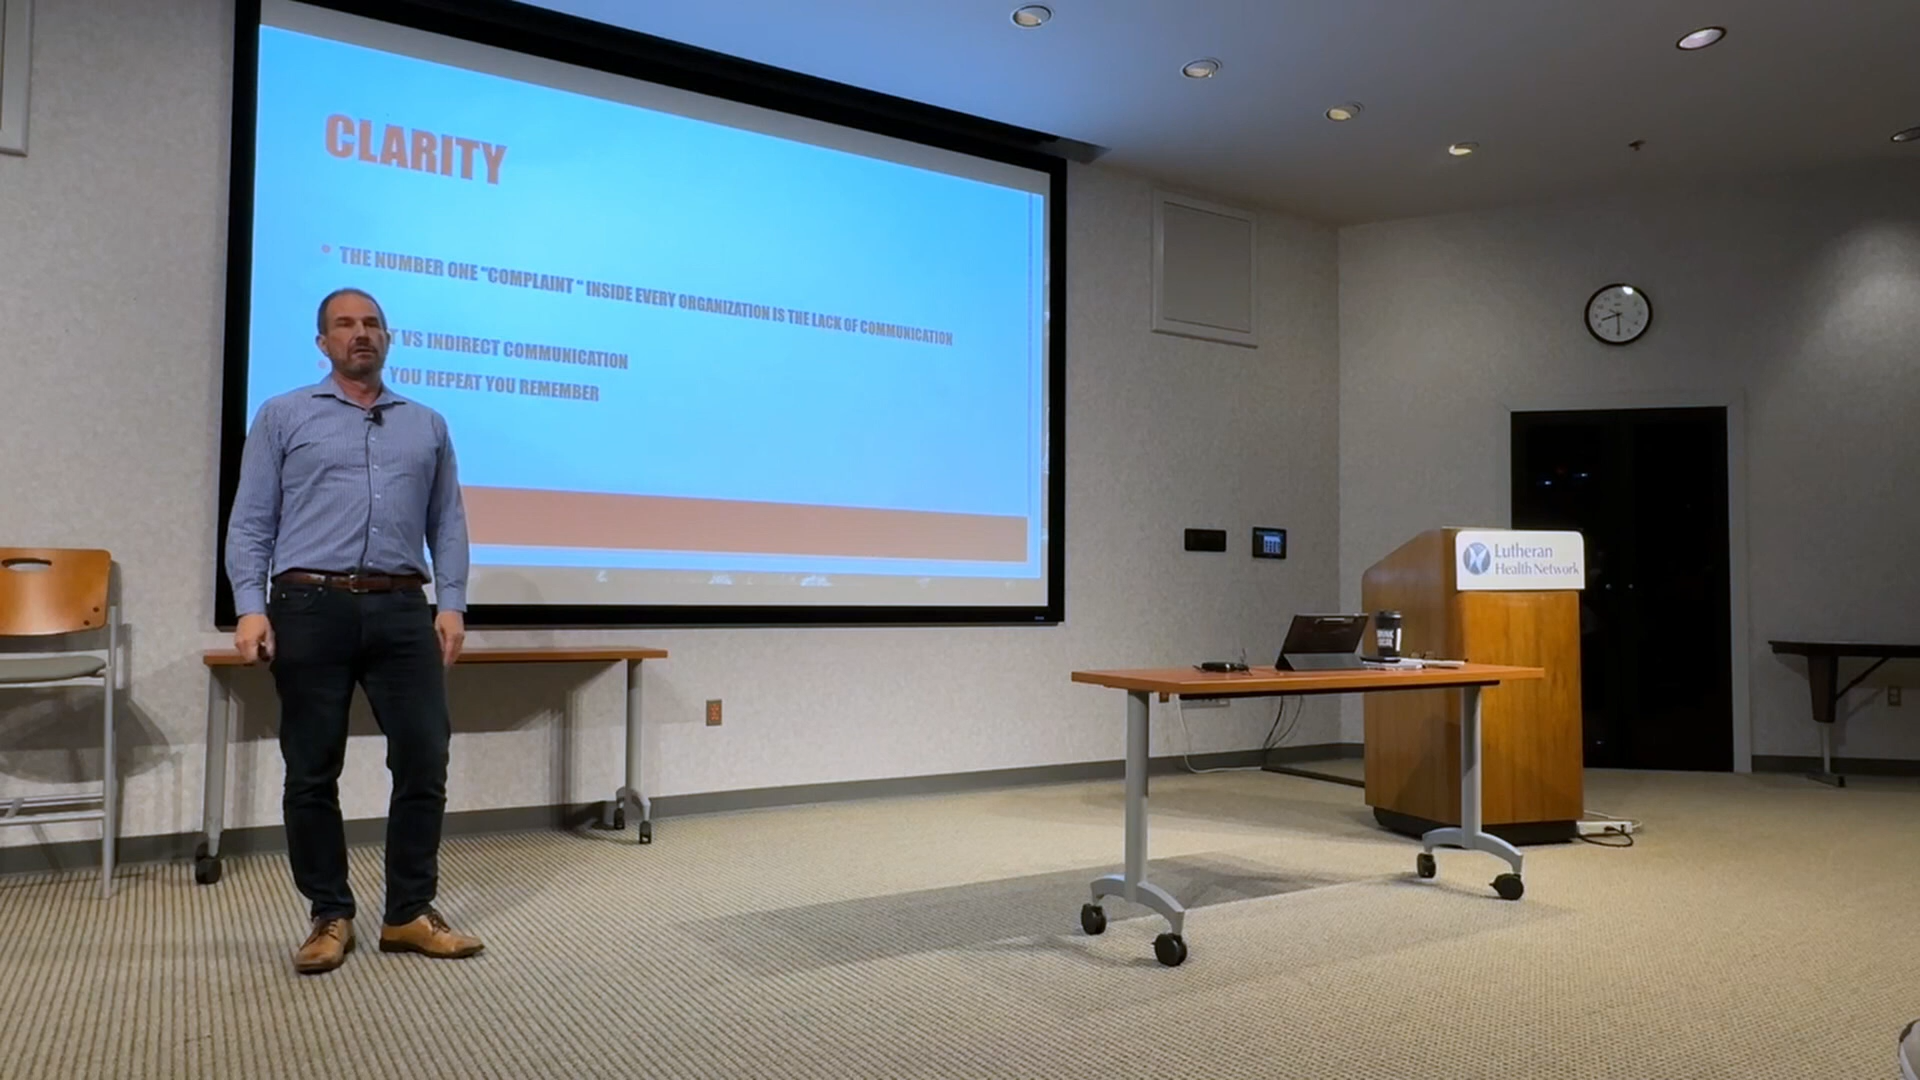 CLARITY
• THE NUMBER ONE "COMPLAINT " INSIDE EVERY ORGANIZATION IS THE LACK OF COMMUNICATION
T VS INDIRECT COMMUNICATION
YOU REPEAT YOU REMEMBER
Lutheran
Health Network